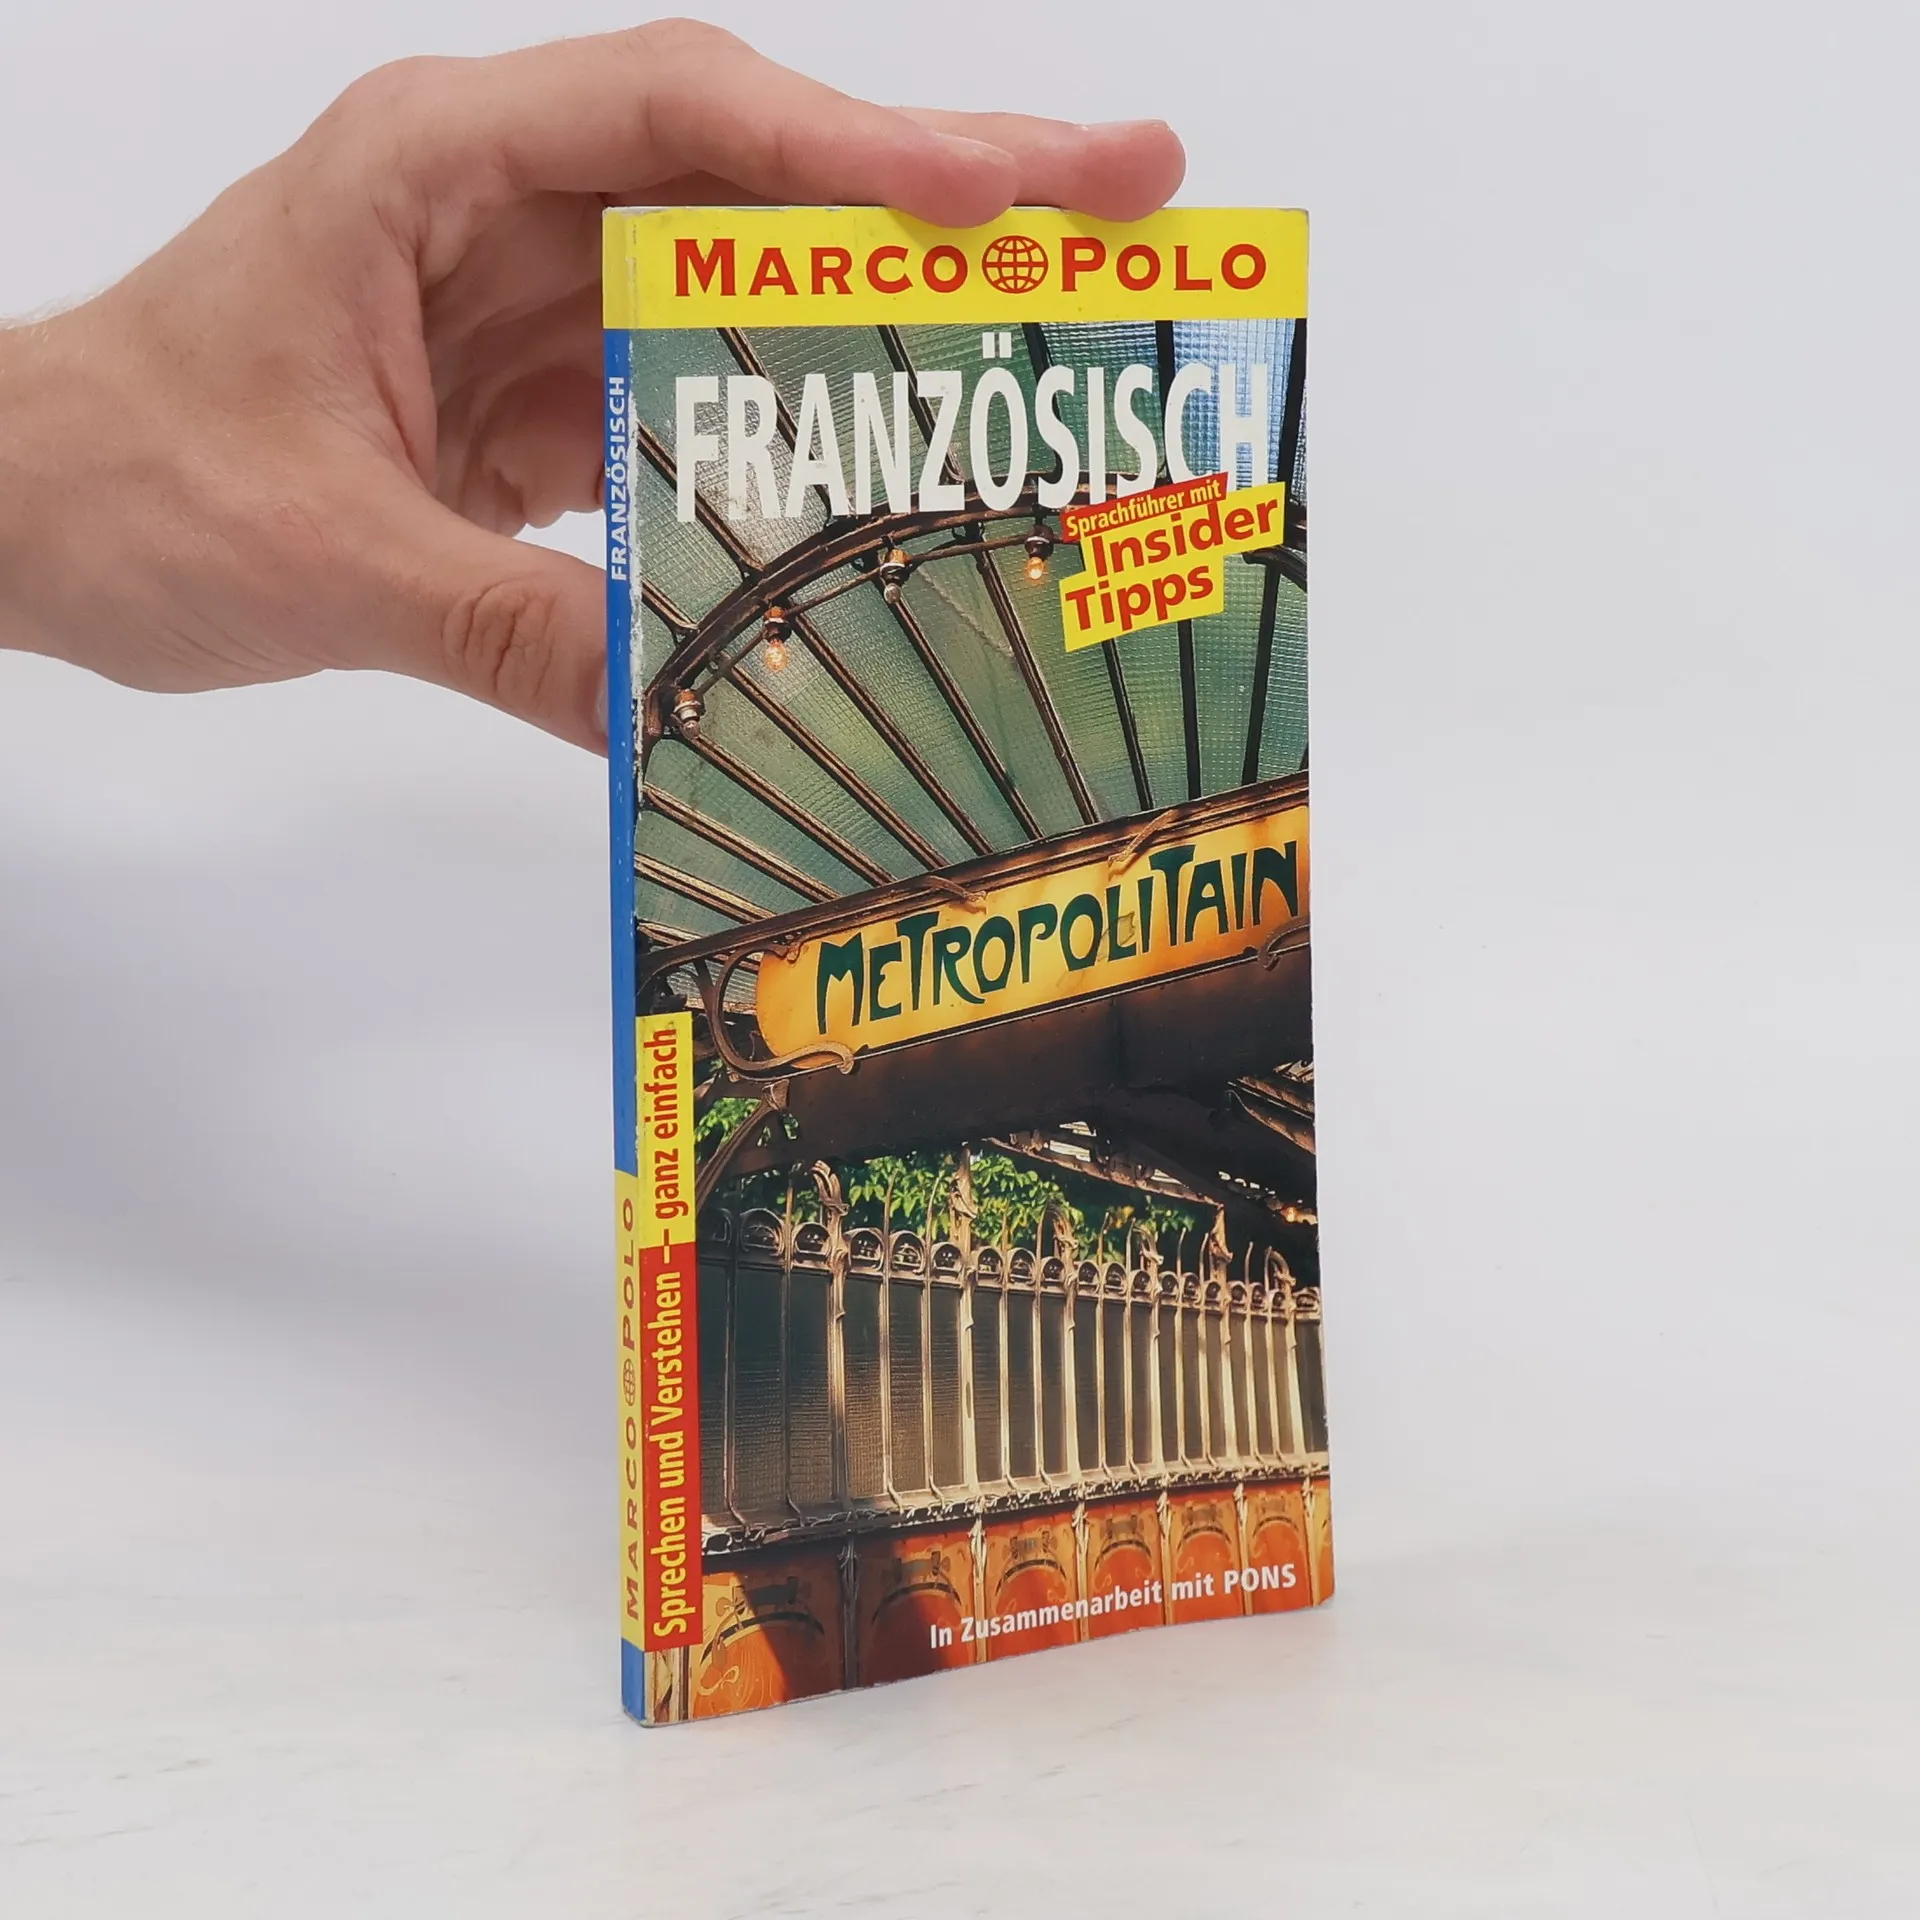 MARCO POLO
FRANZÖSISCH
Sprachführer mit
Insider
Tipps
METROPOLITAIN
Sprechen und Verstehen – ganz einfach
In Zusammenarbeit mit PONS
FRANZÖSISCH
MARCO POLO